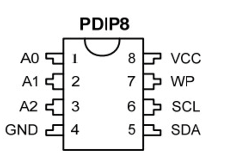 PDIP8
A0 1 8 VCC
A1 2 7 WP
A2 3 6 SCL
GND 4 5 SDA